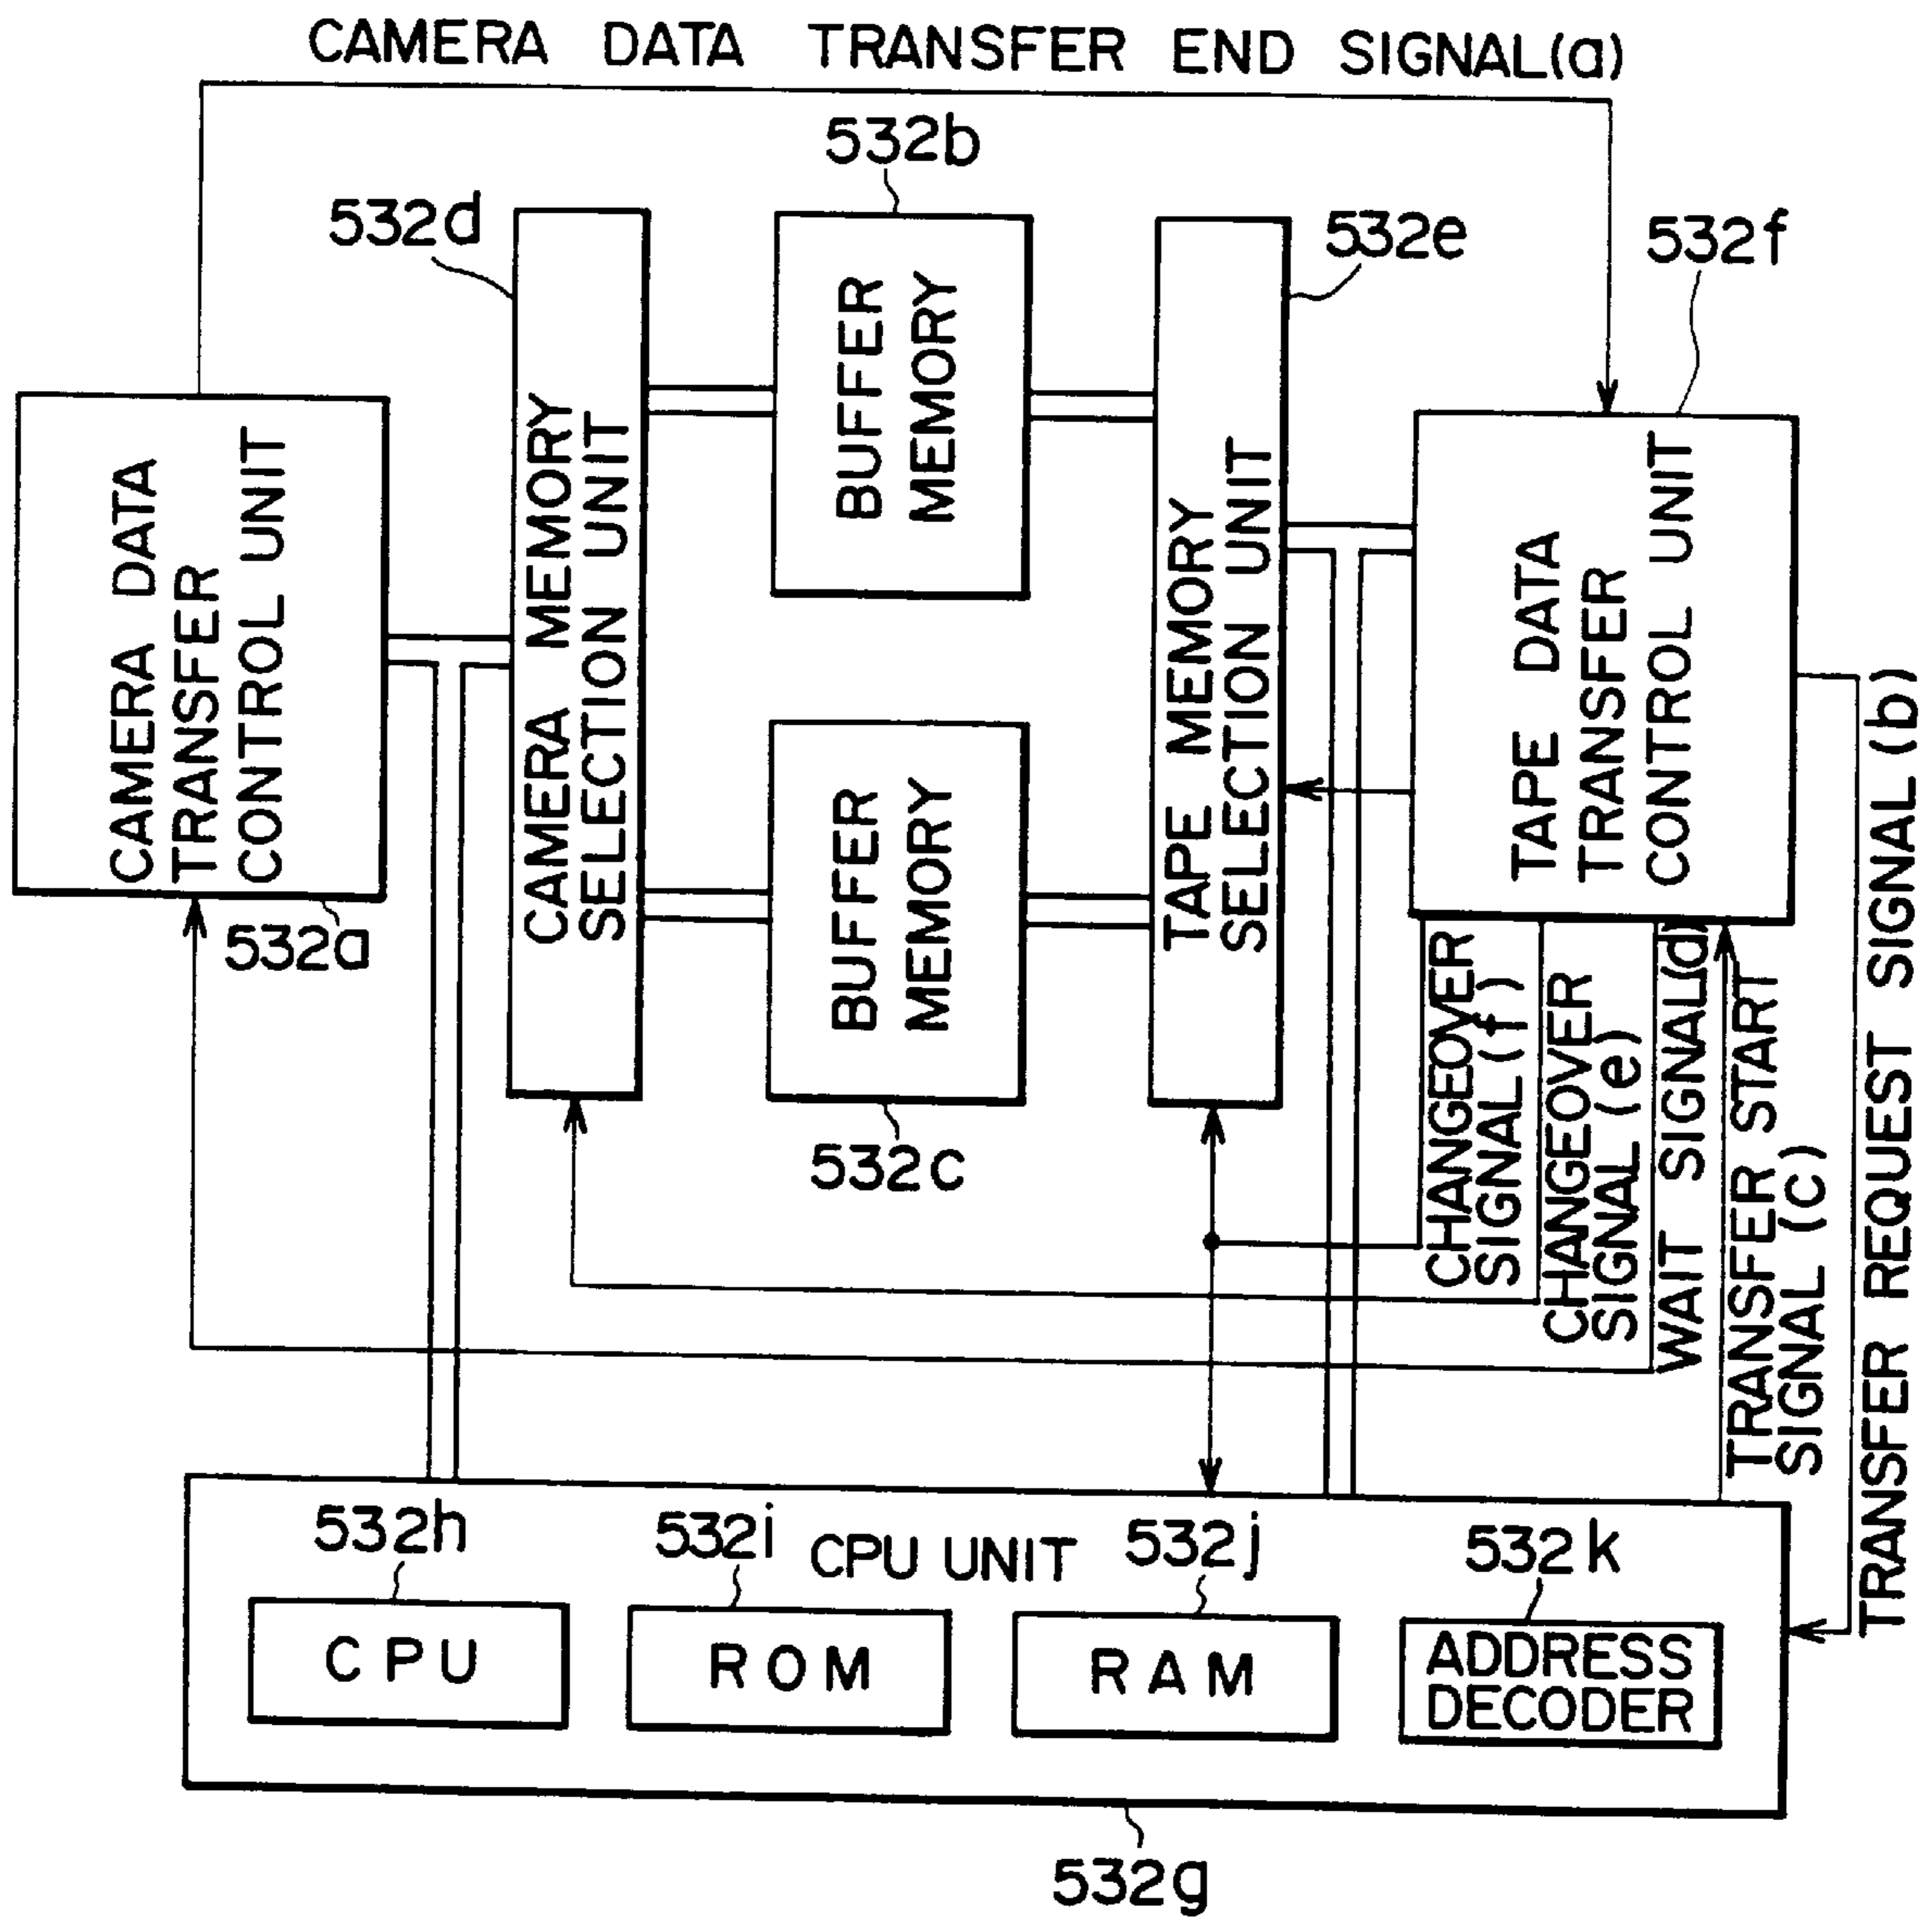 CAMERA DATA TRANSFER END SIGNAL(a)
532b
532d
532e
532f
CAMERA DATA
TRANSFER
CONTROL UNIT
532a
CAMERA MEMORY
SELECTION UNIT
BUFFER
MEMORY
BUFFER
MEMORY
532c
TAPE MEMORY
SELECTION UNIT
TAPE DATA
TRANSFER
CONTROL UNIT
CHANGEOVER
SIGNAL(f)
CHANGEOVER
SIGNAL(e)
WAIT SIGNAL(d)
TRANSFER START
SIGNAL (C)
TRANSFER REQUEST SIGNAL(b)
532h
532i
CPU UNIT
532j
532k
CPU
ROM
RAM
ADDRESS
DECODER
532g